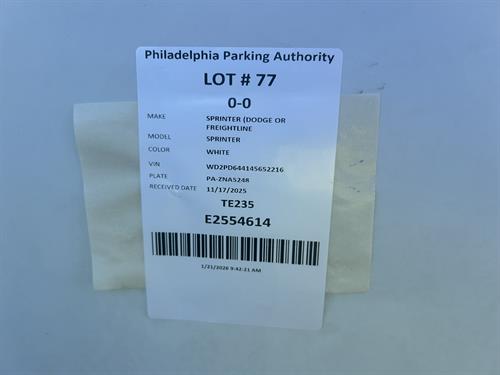 Philadelphia Parking Authority
LOT # 77
0-0
MAKE SPRINTER (DODGE OR
FREIGHTLINE
MODEL SPRINTER
COLOR WHITE
VIN WD2PD644145652216
PLATE PA-ZNA5248
RECEIVED DATE 11/17/2025
TE235
E2554614
1/21/2026 9:42:21 AM